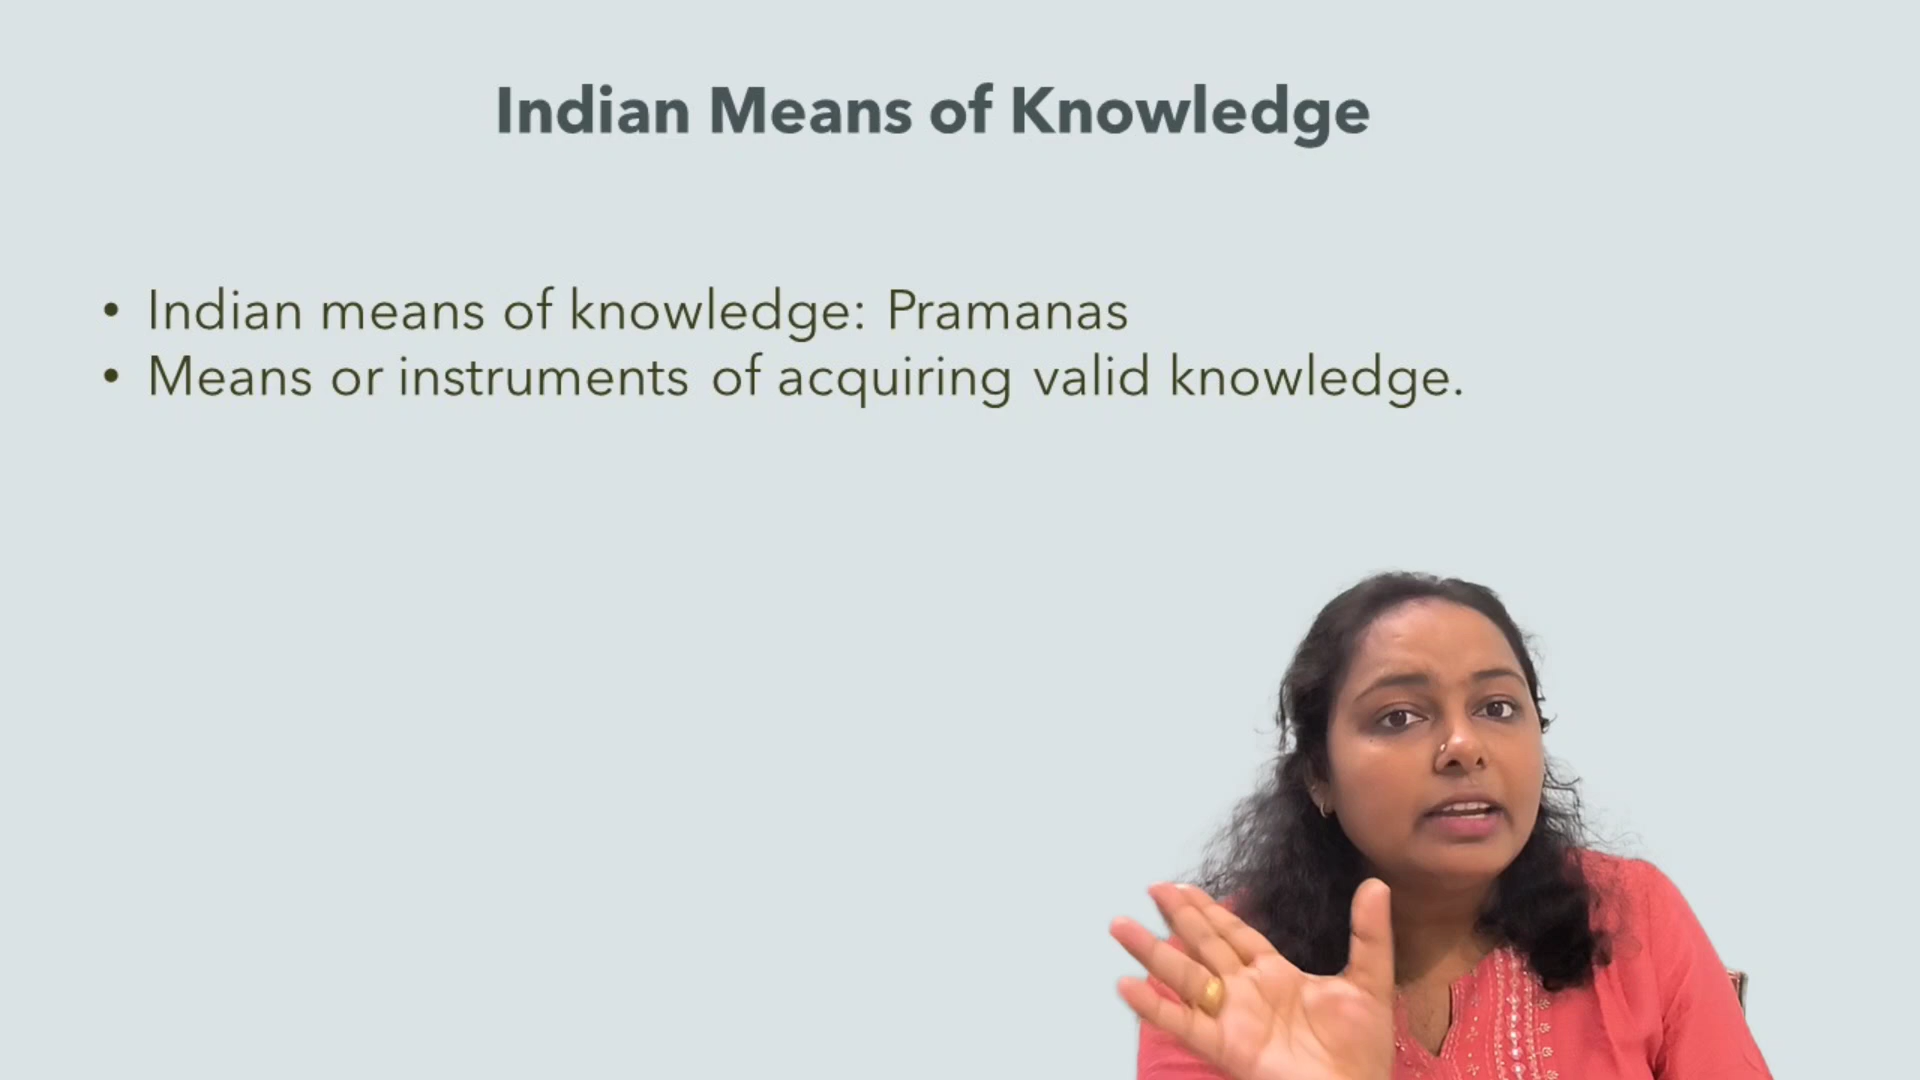 Indian Means of Knowledge
• Indian means of knowledge: Pramanas
• Means or instruments of acquiring valid knowledge.